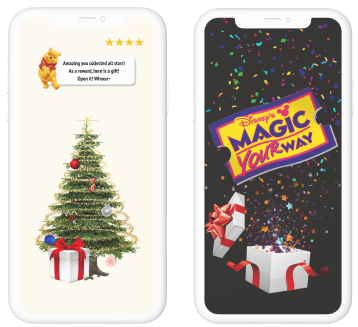 Amazing you collected all stars!
As a reward, here is a gift!
Open it! Whooo~
Disney's
MAGIC
YOUR WAY